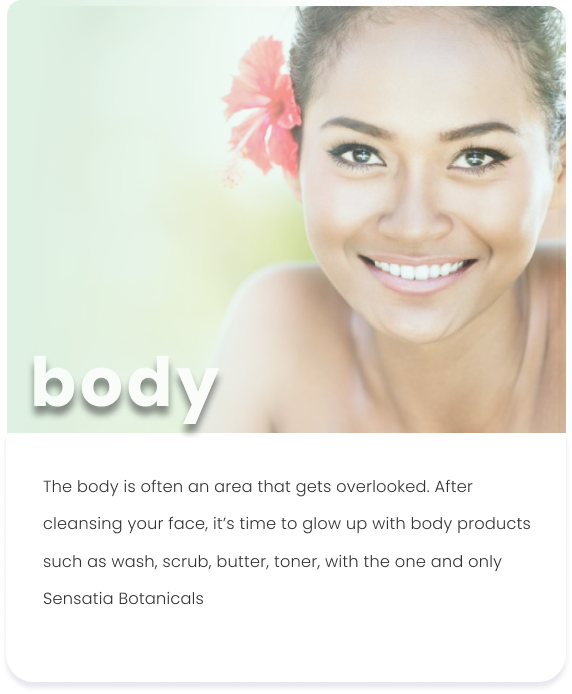 body
The body is often an area that gets overlooked. After
cleansing your face, it’s time to glow up with body products
such as wash, scrub, butter, toner, with the one and only
Sensatia Botanicals